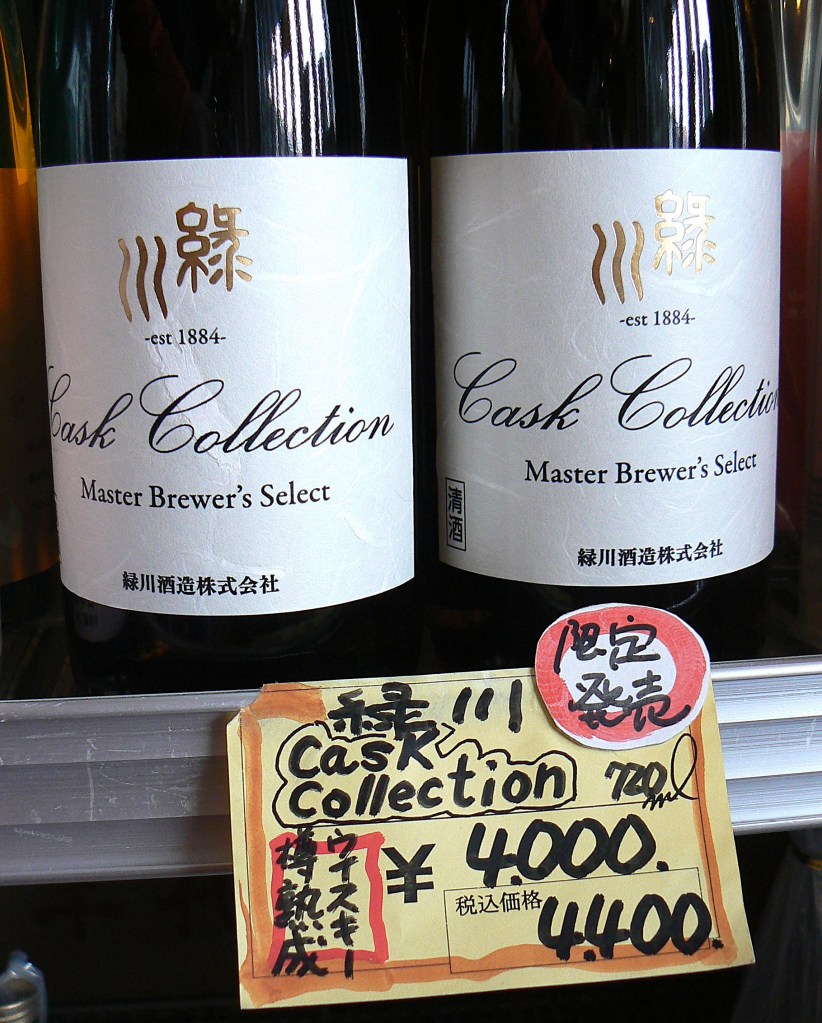 緑川
-est 1884-
Cask Collection
Master Brewer's Select
緑川酒造株式会社
緑川
-est 1884-
Cask Collection
Master Brewer's Select
清酒
緑川酒造株式会社
限定
発売
緑川
Cask
Collection
720ml
ウイスキー
樽熟成
¥4.000.
税込価格
4.400.